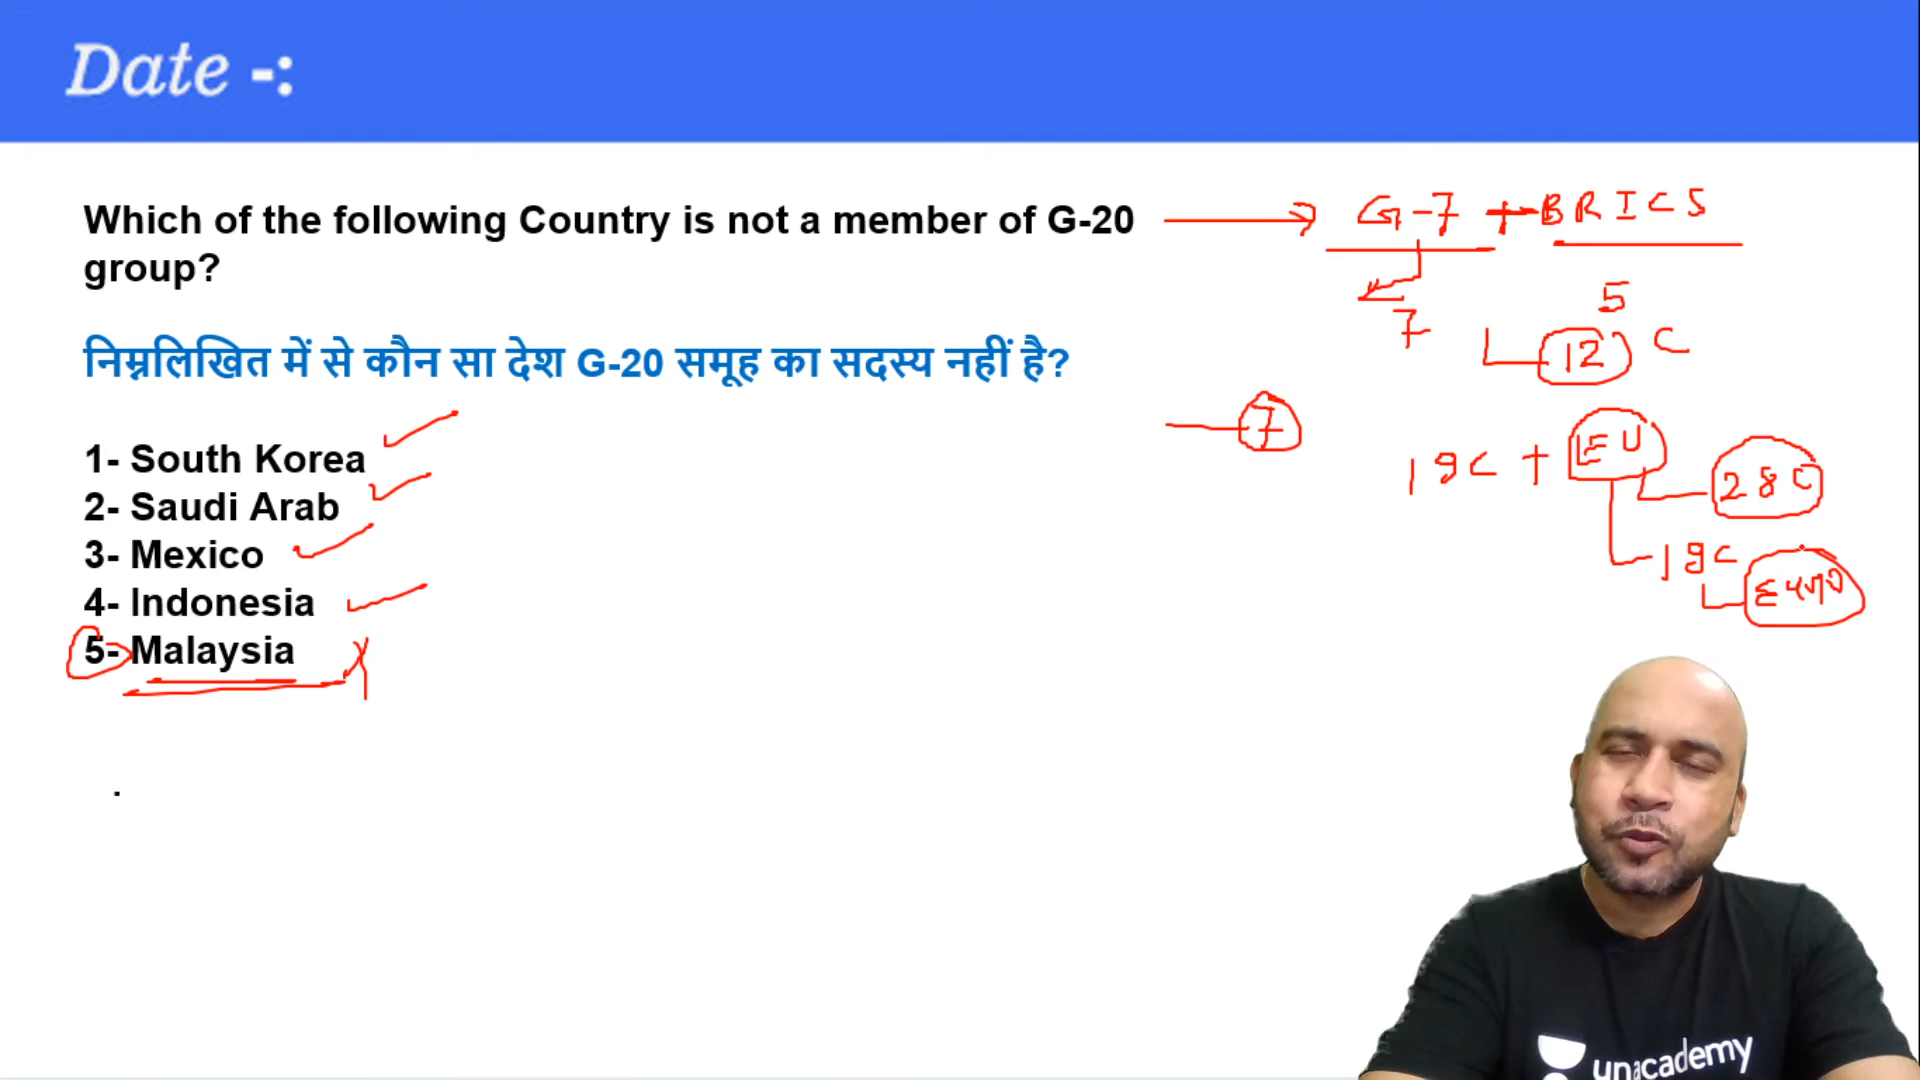 Date -:
Which of the following Country is not a member of G-20
group?
G-7 + BRICS
7
5
12 C
निम्नलिखित में से कौन सा देश G-20 समूह का सदस्य नहीं है?
7
19C + EU
28C
19C
1- South Korea
2- Saudi Arab
3- Mexico
4- Indonesia
5- Malaysia
unacademy